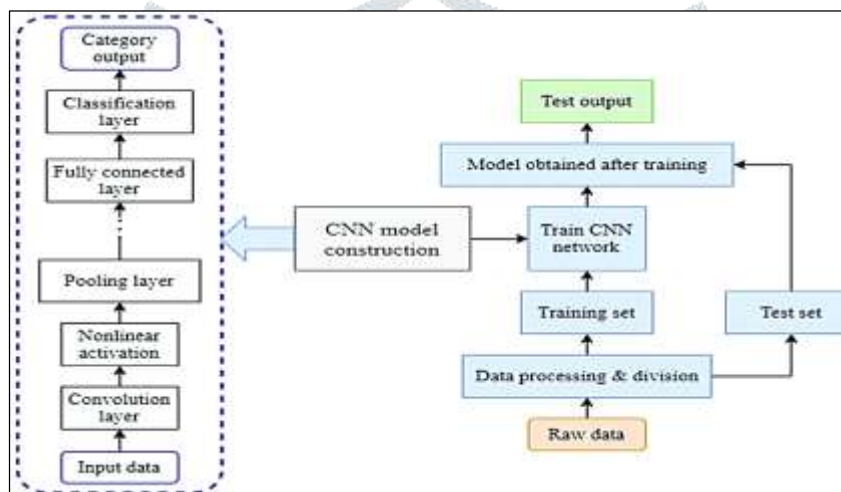 Category
output
Classification
layer
Fully connected
layer
Pooling layer
Nonlinear
activation
Convolution
layer
Input data
CNN model
construction
Test output
Model obtained after training
Train CNN
network
Training set
Test set
Data processing & division
Raw data